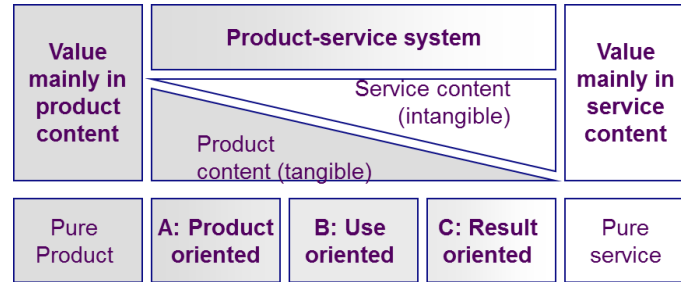 Value
mainly in
product
content
Product-service system
Service content
(intangible)
Product
content (tangible)
Value
mainly in
service
content
Pure
Product
A: Product
oriented
B: Use
oriented
C: Result
oriented
Pure
service